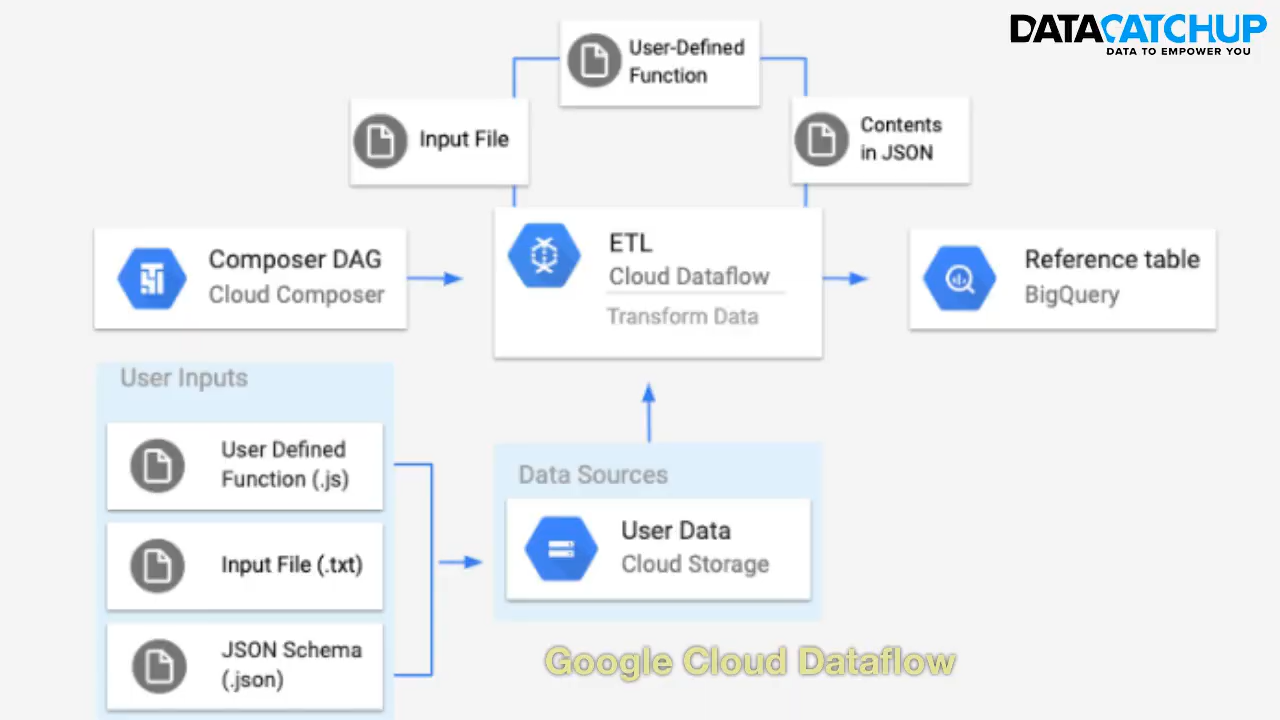 DATACATCHUP
DATA TO EMPOWER YOU
User-Defined
Function
Input File
Contents
in JSON
Composer DAG
Cloud Composer
ETL
Cloud Dataflow
Transform Data
Reference table
BigQuery
User Inputs
User Defined
Function (.js)
Input File (.txt)
JSON Schema
(.json)
Data Sources
User Data
Cloud Storage
Google Cloud Dataflow